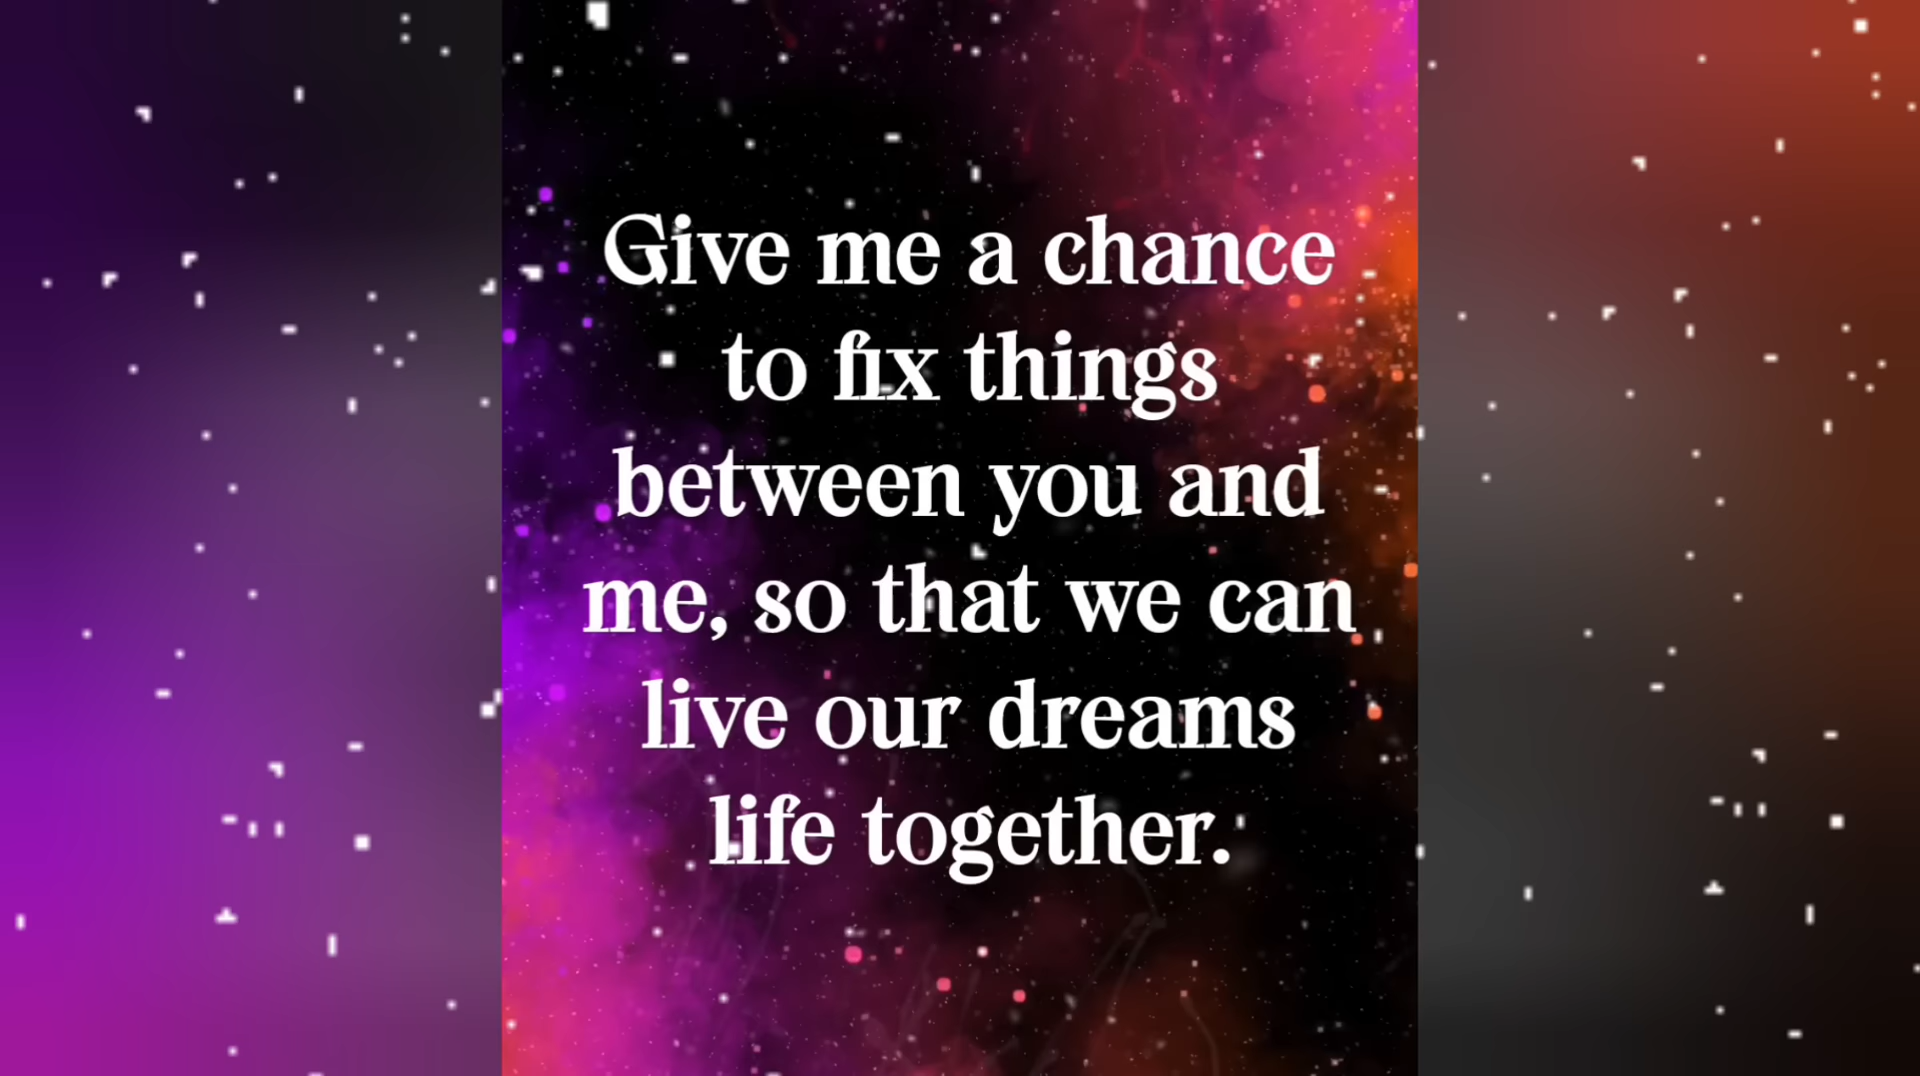 Give me a chance
to fix things
between you and
me, so that we can
live our dreams
life together.